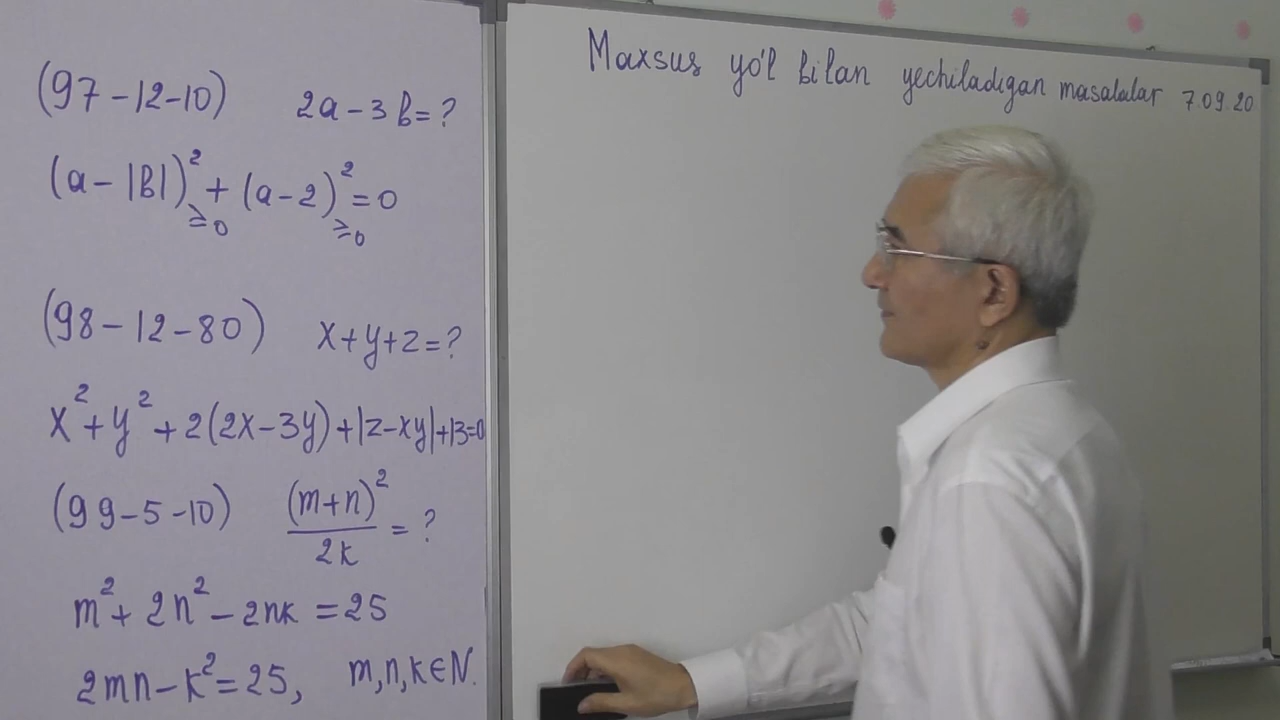 (97-12-10) 2a-3b=?
(a-|b|)²+(a-2)²=0
≥0 ≥0
(98-12-80) x+y+z=?
x²+y²+2(2x-3y)+|z-xy|+13=0
(99-5-10) (m+n)²/2k = ?
m²+2n²-2nk=25
2mn-k²=25, m,n,k∈N.
Maxsus yo'l bilan yechiladigan masalalar 7.09.20